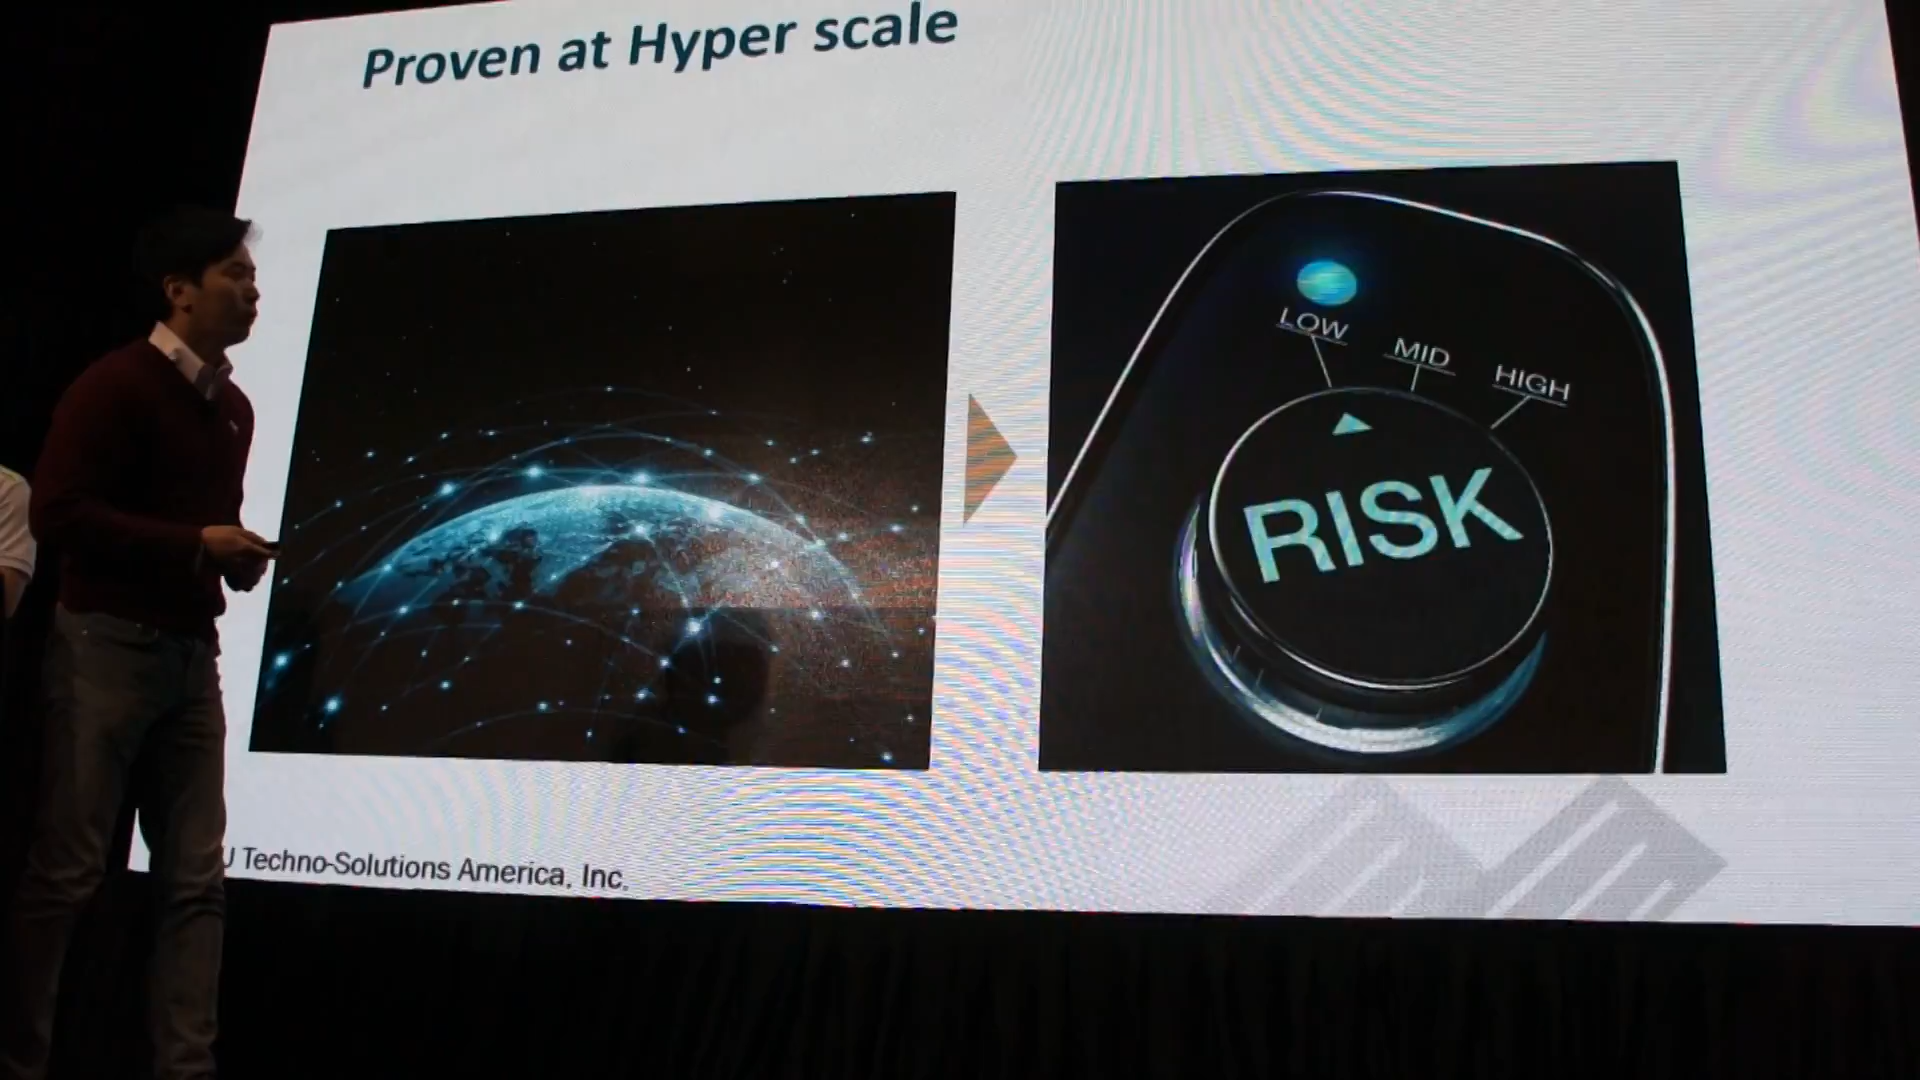 Proven at Hyper scale
LOW
MID
HIGH
RISK
Techno-Solutions America, Inc.